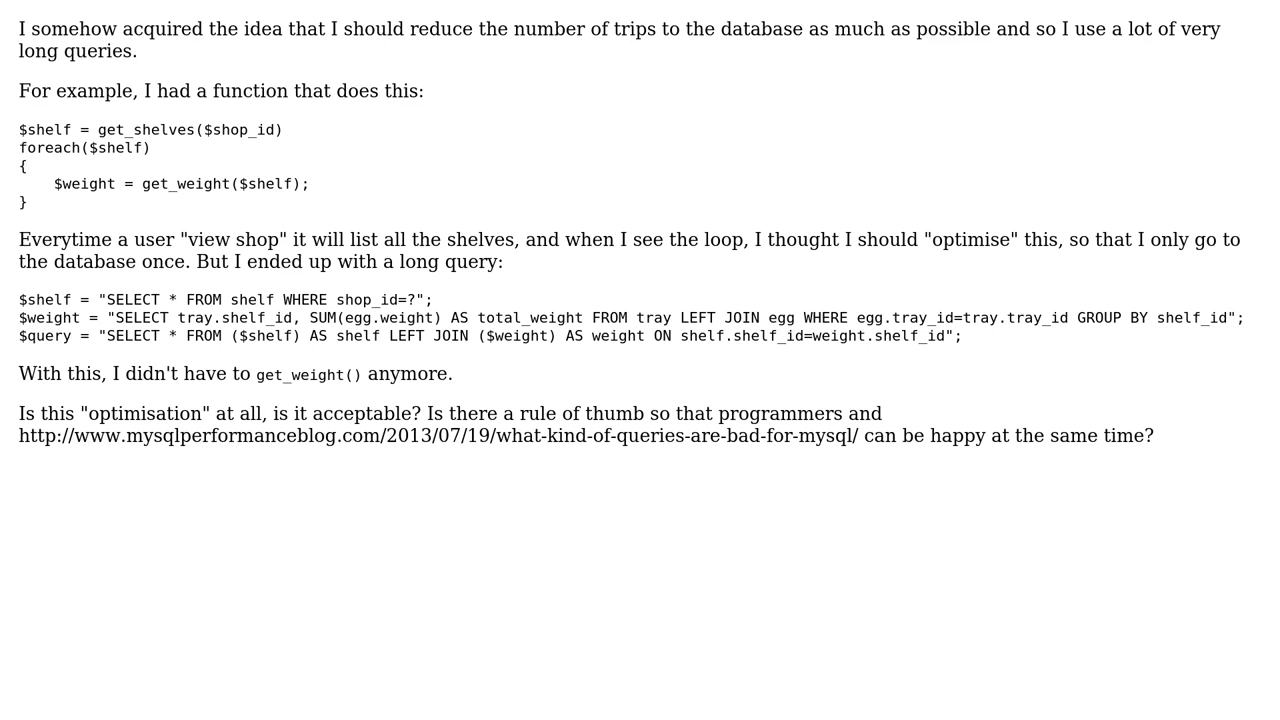 I somehow acquired the idea that I should reduce the number of trips to the database as much as possible and so I use a lot of very
long queries.
For example, I had a function that does this:
$shelf = get_shelves($shop_id)
foreach($shelf)
{
    $weight = get_weight($shelf);
}
Everytime a user "view shop" it will list all the shelves, and when I see the loop, I thought I should "optimise" this, so that I only go to
the database once. But I ended up with a long query:
$shelf = "SELECT * FROM shelf WHERE shop_id=?";
$weight = "SELECT tray.shelf_id, SUM(egg.weight) AS total_weight FROM tray LEFT JOIN egg WHERE egg.tray_id=tray.tray_id GROUP BY shelf_id";
$query = "SELECT * FROM ($shelf) AS shelf LEFT JOIN ($weight) AS weight ON shelf.shelf_id=weight.shelf_id";
With this, I didn't have to get_weight() anymore.
Is this "optimisation" at all, is it acceptable? Is there a rule of thumb so that programmers and
http://www.mysqlperformanceblog.com/2013/07/19/what-kind-of-queries-are-bad-for-mysql/ can be happy at the same time?